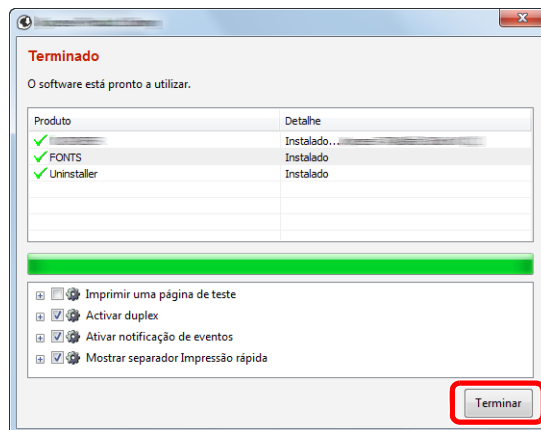 Terminado
O software está pronto a utilizar.
Produto Detalhe
Instalado...
FONTS Instalado
Uninstaller Instalado
Imprimir uma página de teste
Activar duplex
Ativar notificação de eventos
Mostrar separador Impressão rápida
Terminar